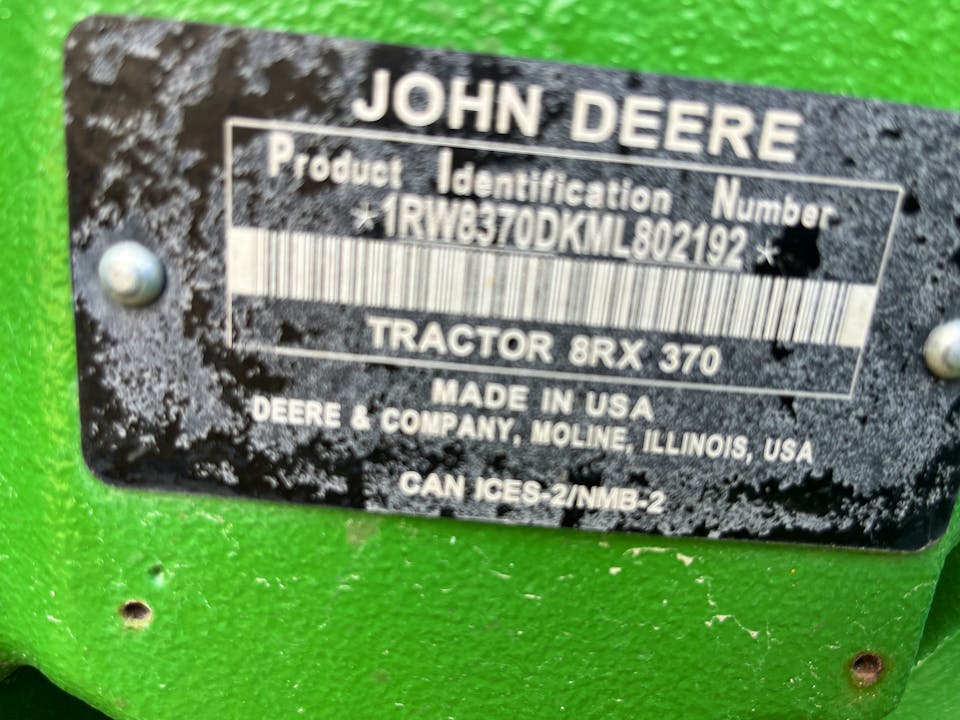 JOHN DEERE
Product Identification Number
*1RW8370DKML802192*
TRACTOR 8RX 370
MADE IN USA
DEERE & COMPANY, MOLINE, ILLINOIS, USA
CAN ICES-2/NMB-2